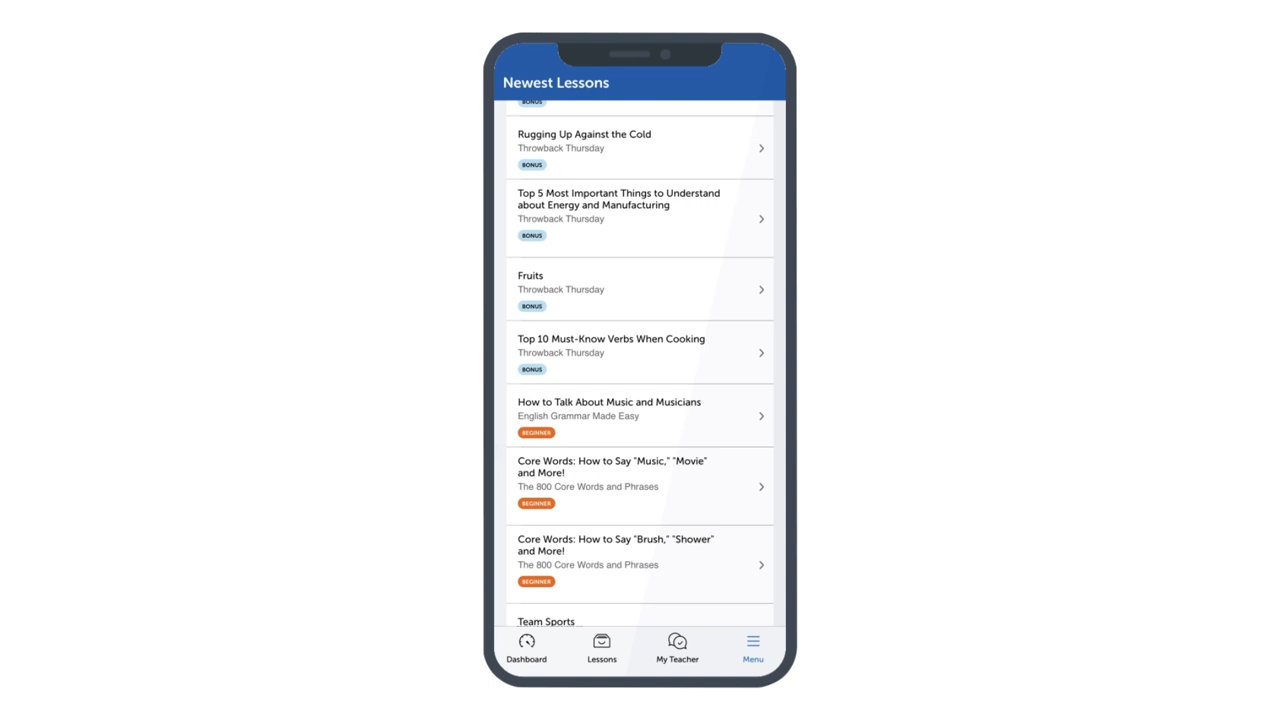 Newest Lessons
BONUS
Rugging Up Against the Cold
Throwback Thursday
BONUS
Top 5 Most Important Things to Understand
about Energy and Manufacturing
Throwback Thursday
BONUS
Fruits
Throwback Thursday
BONUS
Top 10 Must-Know Verbs When Cooking
Throwback Thursday
BONUS
How to Talk About Music and Musicians
English Grammar Made Easy
BEGINNER
Core Words: How to Say "Music," "Movie"
and More!
The 800 Core Words and Phrases
BEGINNER
Core Words: How to Say "Brush," "Shower"
and More!
The 800 Core Words and Phrases
BEGINNER
Team Sports
Dashboard
Lessons
My Teacher
Menu